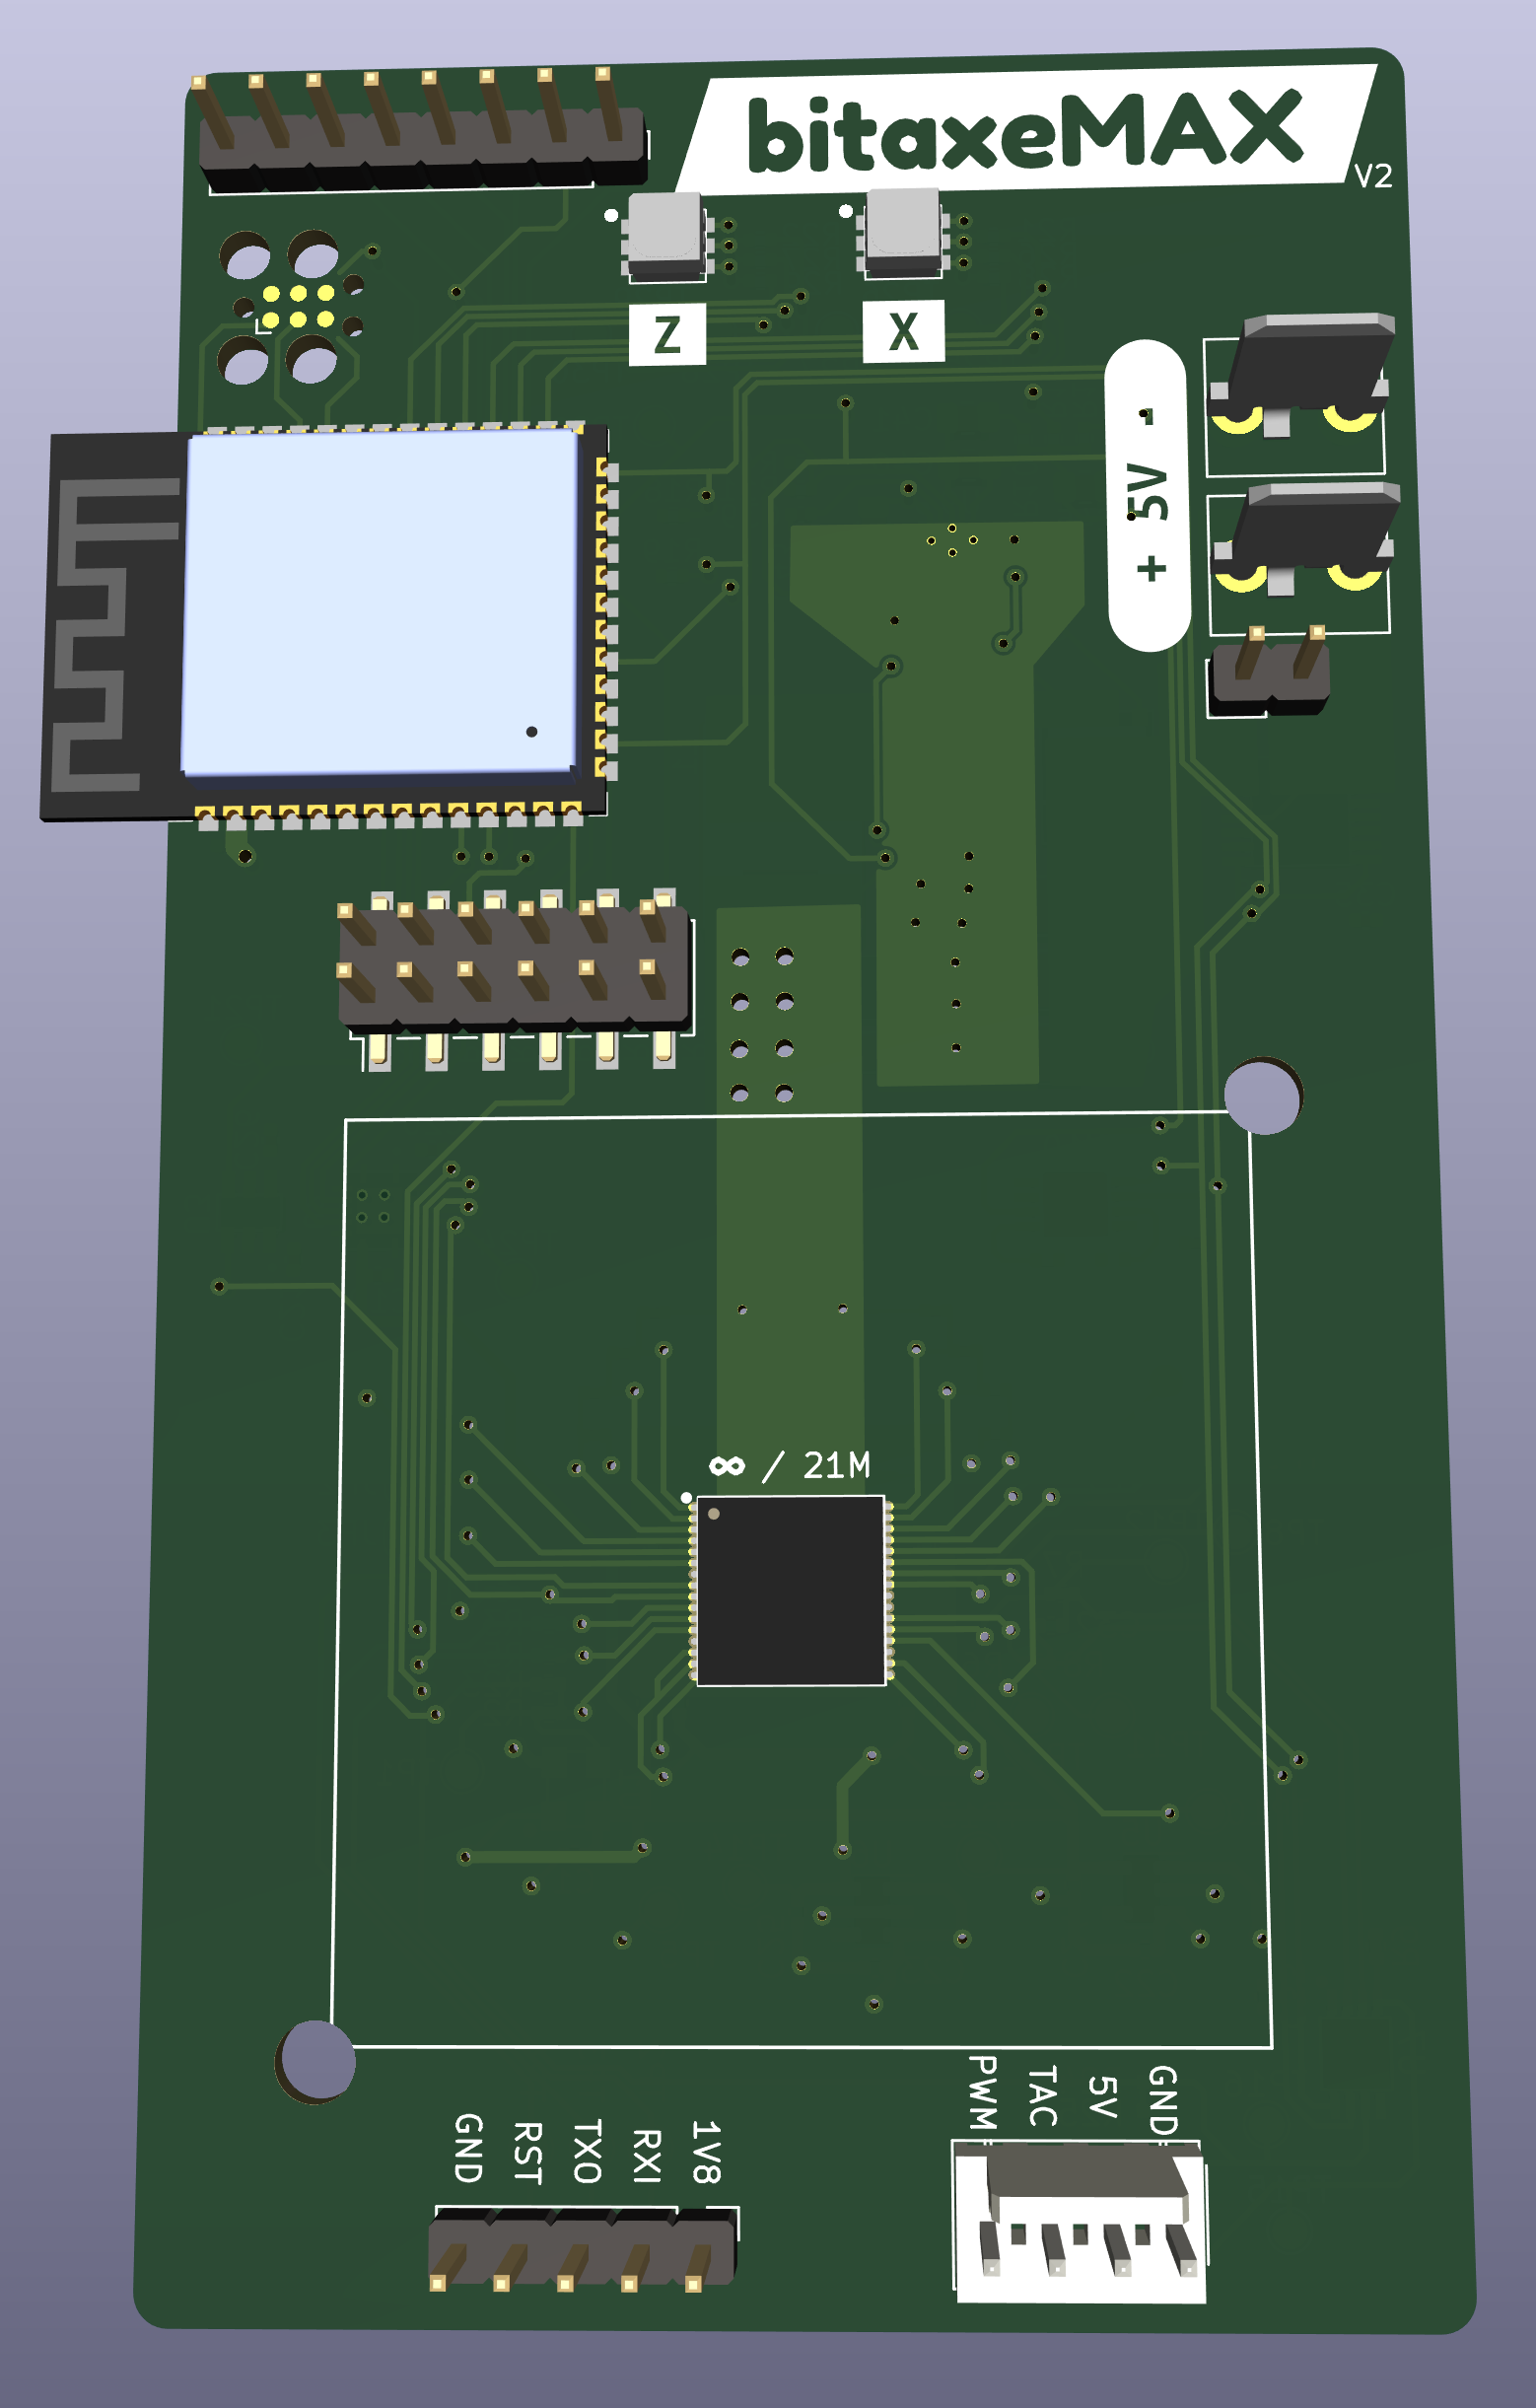 bitaxeMAX
V2
Z
X
+ 5V -
∞ / 21M
PWM
TAC
5V
GND
GND
RST
TXO
RXI
1V8